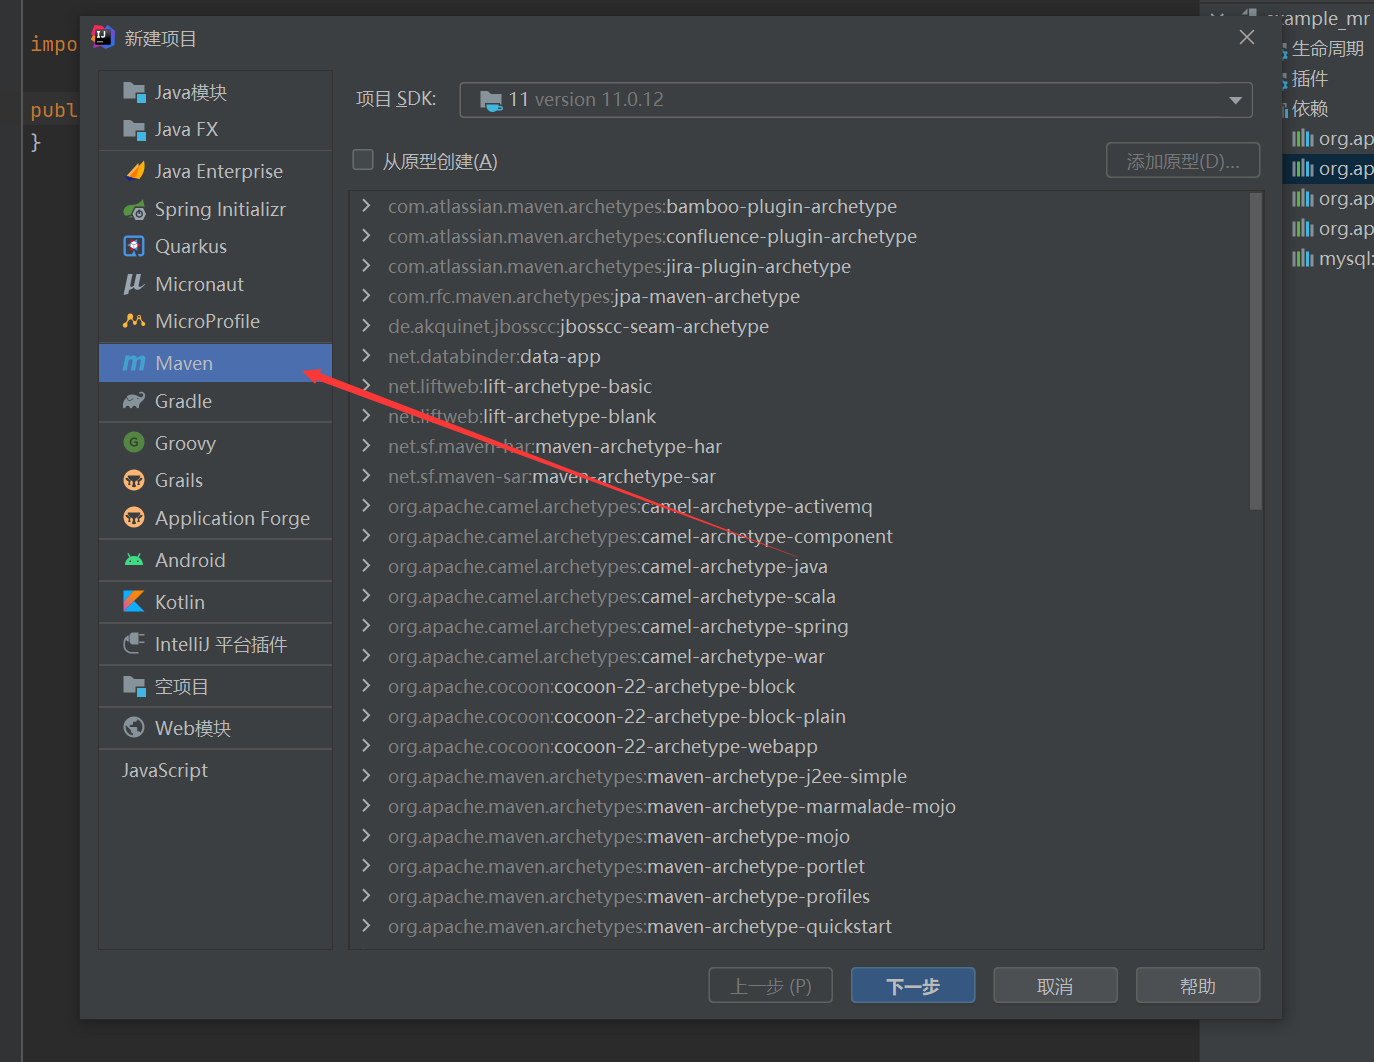 impo
publ
}
新建项目
Java模块
Java FX
Java Enterprise
Spring Initializr
Quarkus
Micronaut
MicroProfile
Maven
Gradle
Groovy
Grails
Application Forge
Android
Kotlin
IntelliJ 平台插件
空项目
Web模块
JavaScript
项目 SDK:
11 version 11.0.12
从原型创建(A)
添加原型(D)...
com.atlassian.maven.archetypes:bamboo-plugin-archetype
com.atlassian.maven.archetypes:confluence-plugin-archetype
com.atlassian.maven.archetypes:jira-plugin-archetype
com.rfc.maven.archetypes:jpa-maven-archetype
de.akquinet.jbosscc:jbosscc-seam-archetype
net.databinder:data-app
net.liftweb:lift-archetype-basic
net.liftweb:lift-archetype-blank
net.sf.maven-har:maven-archetype-har
net.sf.maven-sar:maven-archetype-sar
org.apache.camel.archetypes:camel-archetype-activemq
org.apache.camel.archetypes:camel-archetype-component
org.apache.camel.archetypes:camel-archetype-java
org.apache.camel.archetypes:camel-archetype-scala
org.apache.camel.archetypes:camel-archetype-spring
org.apache.camel.archetypes:camel-archetype-war
org.apache.cocoon:cocoon-22-archetype-block
org.apache.cocoon:cocoon-22-archetype-block-plain
org.apache.cocoon:cocoon-22-archetype-webapp
org.apache.maven.archetypes:maven-archetype-j2ee-simple
org.apache.maven.archetypes:maven-archetype-marmalade-mojo
org.apache.maven.archetypes:maven-archetype-mojo
org.apache.maven.archetypes:maven-archetype-portlet
org.apache.maven.archetypes:maven-archetype-profiles
org.apache.maven.archetypes:maven-archetype-quickstart
上一步 (P)
下一步
取消
帮助
example_mr
生命周期
插件
依赖
org.ap
org.ap
org.ap
org.ap
mysql: